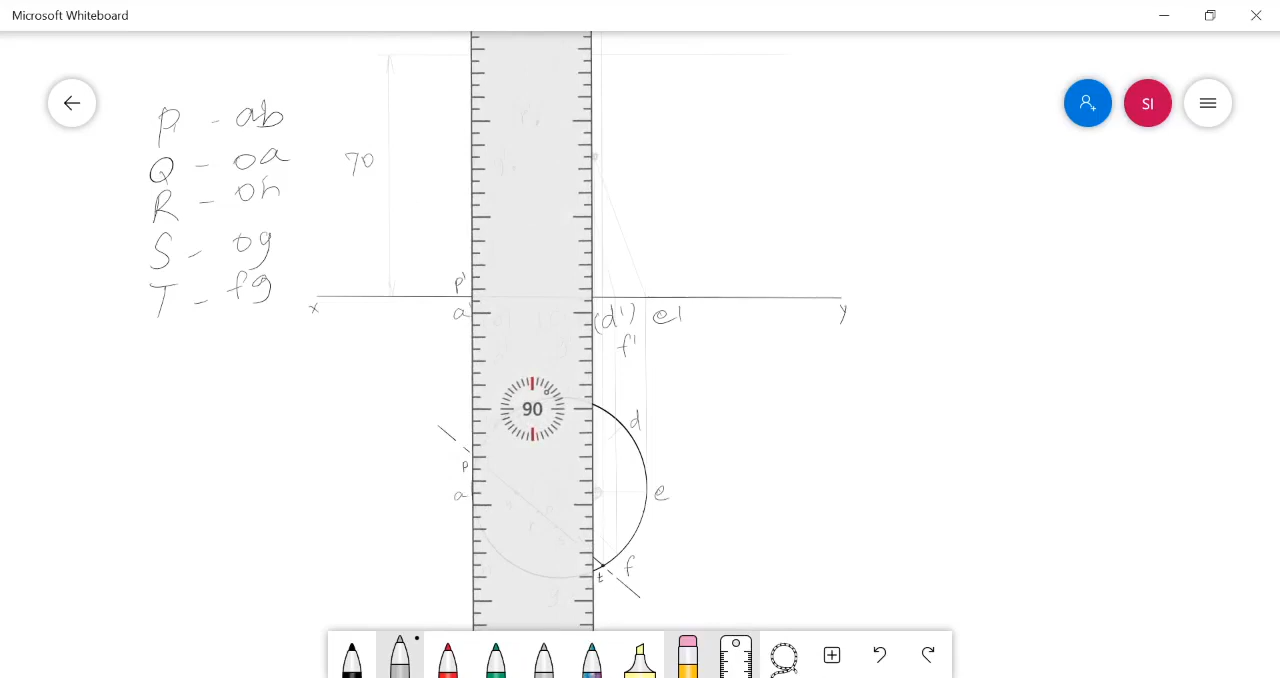 Microsoft Whiteboard
SI
P - ab
Q - oa
R - oh
S - og
T - fg
70
p'
x
a'
(d')
e'
y
f'
90
d
p
a
e
f
t